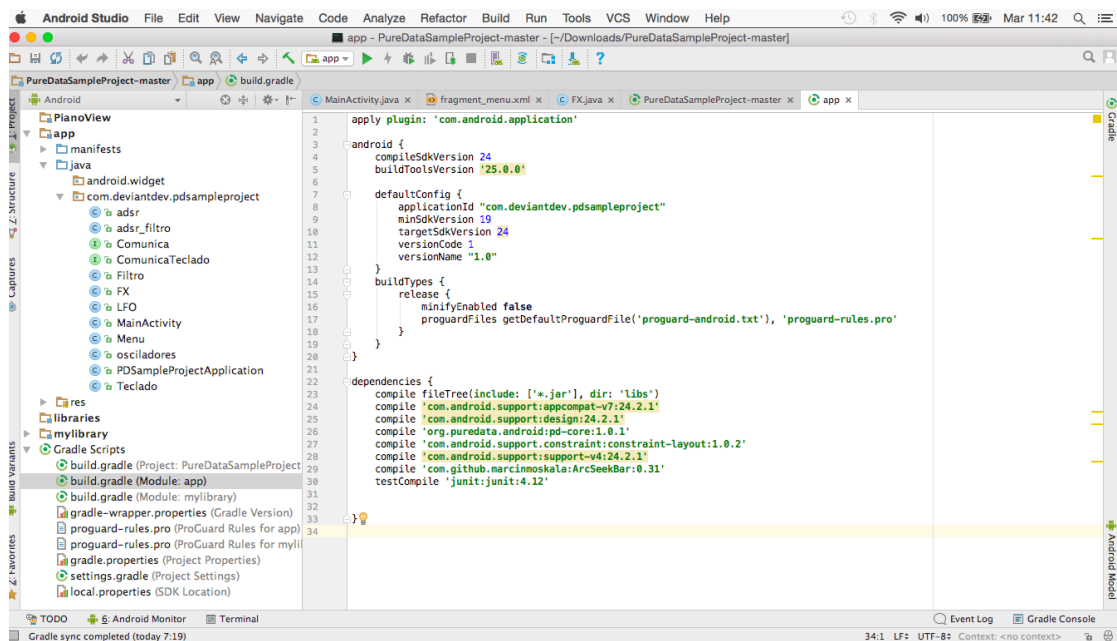 Android Studio File Edit View Navigate Code Analyze Refactor Build Run Tools VCS Window Help 100% Mar 11:42
app - PureDataSampleProject-master - [~/Downloads/PureDataSampleProject-master]
app
PureDataSampleProject-master app build.gradle
Android
MainActivity.java × fragment_menu.xml × FX.java × PureDataSampleProject-master × app ×
1: Project
Z: Structure
Captures
Build Variants
2: Favorites
PianoView
app
manifests
java
android.widget
com.deviantdev.pdsampleproject
adsr
adsr_filtro
Comunica
ComunicaTeclado
Filtro
FX
LFO
MainActivity
Menu
osciladores
PDSampleProjectApplication
Teclado
res
libraries
mylibrary
Gradle Scripts
build.gradle (Project: PureDataSampleProject
build.gradle (Module: app)
build.gradle (Module: mylibrary)
gradle-wrapper.properties (Gradle Version)
proguard-rules.pro (ProGuard Rules for app)
proguard-rules.pro (ProGuard Rules for myli
gradle.properties (Project Properties)
settings.gradle (Project Settings)
local.properties (SDK Location)
1 apply plugin: 'com.android.application'
2
3 android {
4 compileSdkVersion 24
5 buildToolsVersion '25.0.0'
6
7 defaultConfig {
8 applicationId "com.deviantdev.pdsampleproject"
9 minSdkVersion 19
10 targetSdkVersion 24
11 versionCode 1
12 versionName "1.0"
13 }
14 buildTypes {
15 release {
16 minifyEnabled false
17 proguardFiles getDefaultProguardFile('proguard-android.txt'), 'proguard-rules.pro'
18 }
19 }
20 }
21
22 dependencies {
23 compile fileTree(include: ['*.jar'], dir: 'libs')
24 compile 'com.android.support:appcompat-v7:24.2.1'
25 compile 'com.android.support:design:24.2.1'
26 compile 'org.puredata.android:pd-core:1.0.1'
27 compile 'com.android.support.constraint:constraint-layout:1.0.2'
28 compile 'com.android.support:support-v4:24.2.1'
29 compile 'com.github.marcinmoskala:ArcSeekBar:0.31'
30 testCompile 'junit:junit:4.12'
31
32
33 }
34
Gradle
Android Model
TODO 6: Android Monitor Terminal Event Log Gradle Console
Gradle sync completed (today 7:19) 34:1 LF÷ UTF-8÷ Context: <no context>